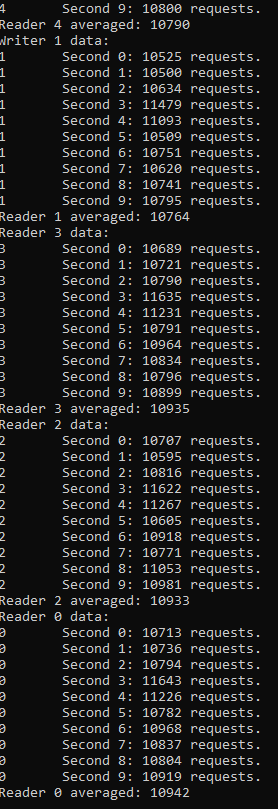 4 Second 9: 10800 requests.
Reader 4 averaged: 10790
Writer 1 data:
1 Second 0: 10525 requests.
1 Second 1: 10500 requests.
1 Second 2: 10634 requests.
1 Second 3: 11479 requests.
1 Second 4: 11093 requests.
1 Second 5: 10509 requests.
1 Second 6: 10751 requests.
1 Second 7: 10620 requests.
1 Second 8: 10741 requests.
1 Second 9: 10795 requests.
Reader 1 averaged: 10764
Reader 3 data:
3 Second 0: 10689 requests.
3 Second 1: 10721 requests.
3 Second 2: 10790 requests.
3 Second 3: 11635 requests.
3 Second 4: 11231 requests.
3 Second 5: 10791 requests.
3 Second 6: 10964 requests.
3 Second 7: 10834 requests.
3 Second 8: 10796 requests.
3 Second 9: 10899 requests.
Reader 3 averaged: 10935
Reader 2 data:
2 Second 0: 10707 requests.
2 Second 1: 10595 requests.
2 Second 2: 10816 requests.
2 Second 3: 11622 requests.
2 Second 4: 11267 requests.
2 Second 5: 10605 requests.
2 Second 6: 10918 requests.
2 Second 7: 10771 requests.
2 Second 8: 11053 requests.
2 Second 9: 10981 requests.
Reader 2 averaged: 10933
Reader 0 data:
0 Second 0: 10713 requests.
0 Second 1: 10736 requests.
0 Second 2: 10794 requests.
0 Second 3: 11643 requests.
0 Second 4: 11226 requests.
0 Second 5: 10782 requests.
0 Second 6: 10968 requests.
0 Second 7: 10837 requests.
0 Second 8: 10804 requests.
0 Second 9: 10919 requests.
Reader 0 averaged: 10942